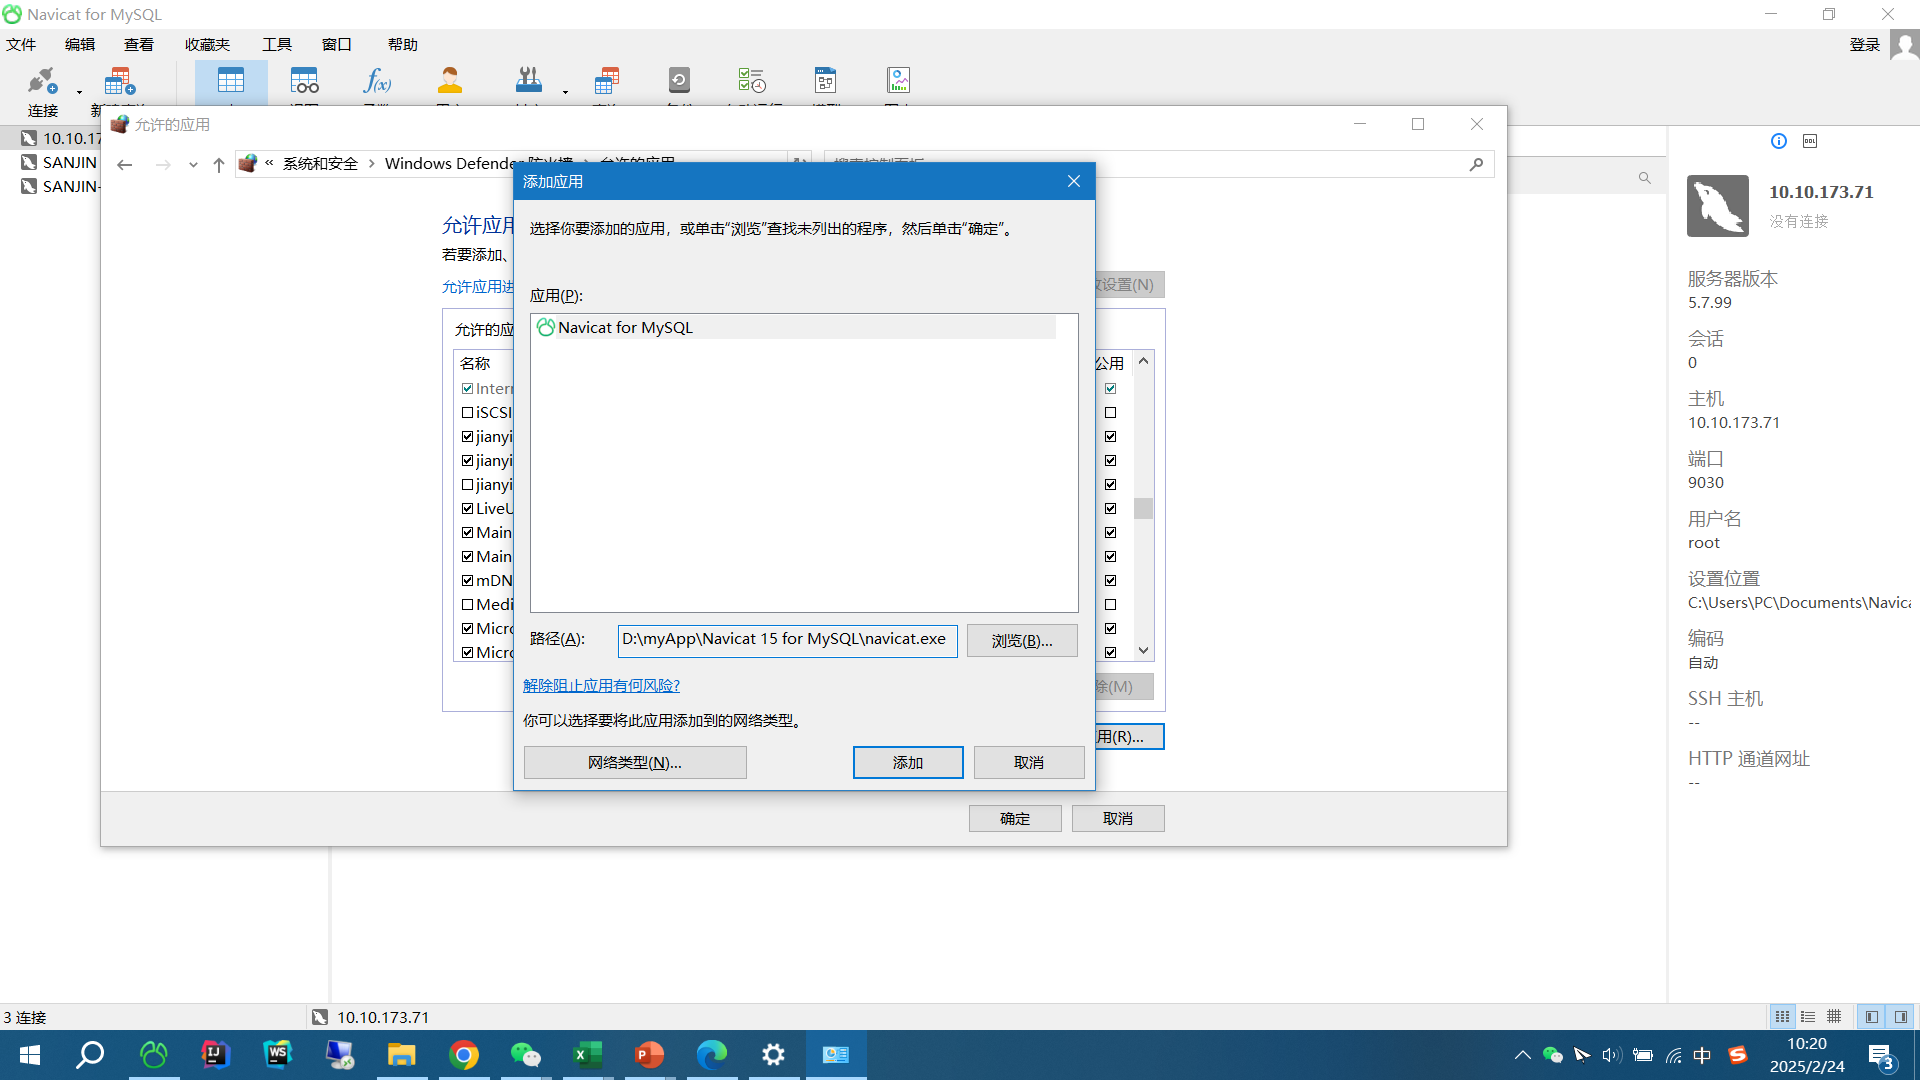 Navicat for MySQL
文件 编辑 查看 收藏夹 工具 窗口 帮助
登录
连接
10.10.17
SANJIN
SANJIN-
允许的应用
« 系统和安全 › Windows Defender 防火墙 › 允许的应用
搜索控制面板
允许应用
若要添加、
允许应用进
改设置(N)
允许的应
名称
公用
Intern
iSCSI
jianyi
jianyi
jianyi
LiveU
Main
Main
mDN
Medi
Micro
Micro
除(M)
用(R)...
确定
取消
添加应用
选择你要添加的应用，或单击“浏览”查找未列出的程序，然后单击“确定”。
应用(P):
Navicat for MySQL
路径(A):
D:\myApp\Navicat 15 for MySQL\navicat.exe
浏览(B)...
解除阻止应用有何风险?
你可以选择要将此应用添加到的网络类型。
网络类型(N)...
添加
取消
10.10.173.71
没有连接
服务器版本
5.7.99
会话
0
主机
10.10.173.71
端口
9030
用户名
root
设置位置
C:\Users\PC\Documents\Navica
编码
自动
SSH 主机
--
HTTP 通道网址
--
3 连接
10.10.173.71
中
10:20
2025/2/24
3